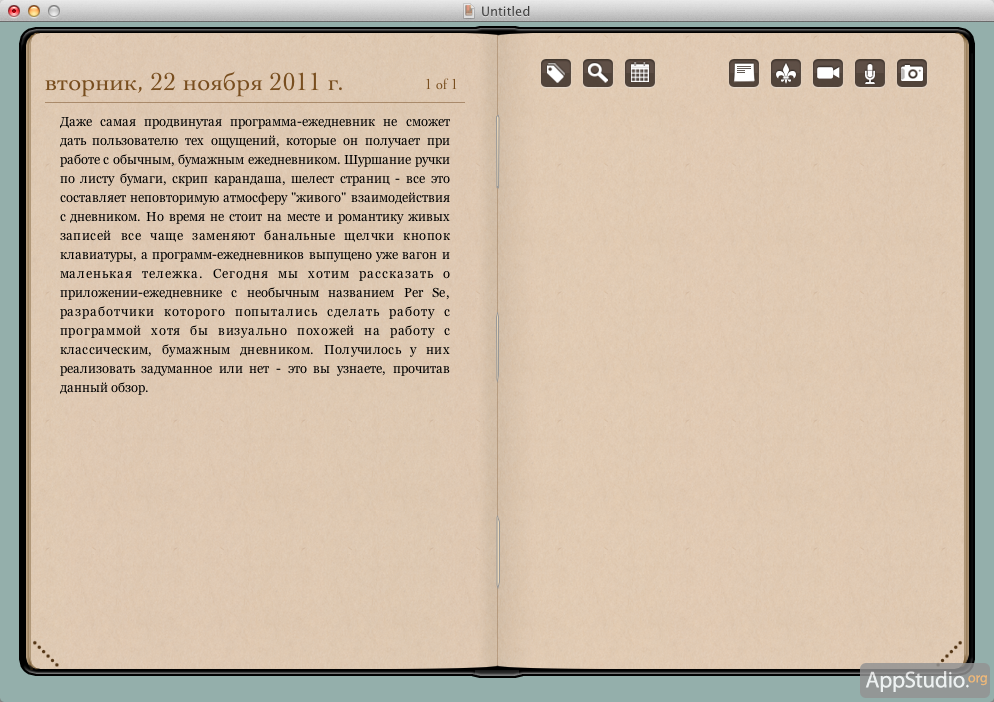 Untitled
вторник, 22 ноября 2011 г.
1 of 1
Даже самая продвинутая программа-ежедневник не сможет
дать пользователю тех ощущений, которые он получает при
работе с обычным, бумажным ежедневником. Шуршание ручки
по листу бумаги, скрип карандаша, шелест страниц - все это
составляет неповторимую атмосферу "живого" взаимодействия
с дневником. Но время не стоит на месте и романтику живых
записей все чаще заменяют банальные щелчки кнопок
клавиатуры, а программ-ежедневников выпущено уже вагон и
маленькая тележка. Сегодня мы хотим рассказать о
приложении-ежедневнике с необычным названием Per Se,
разработчики которого попытались сделать работу с
программой хотя бы визуально похожей на работу с
классическим, бумажным дневником. Получилось у них
реализовать задуманное или нет - это вы узнаете, прочитав
данный обзор.
AppStudio.org